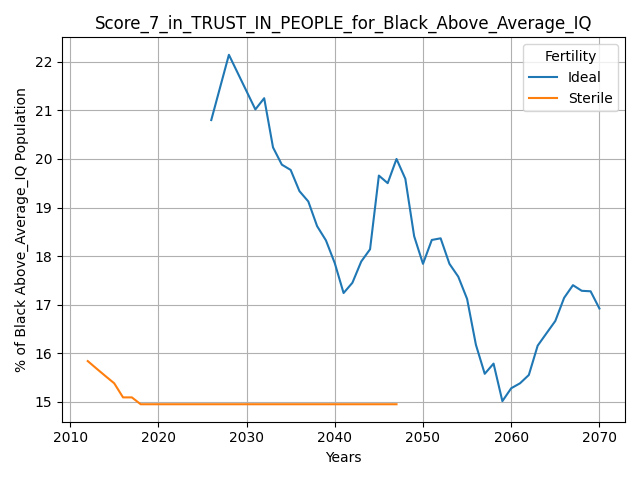 Score_7_in_TRUST_IN_PEOPLE_for_Black_Above_Average_IQ
% of Black Above_Average_IQ Population
22
21
20
19
18
17
16
15
Fertility
Ideal
Sterile
2010 2020 2030 2040 2050 2060 2070
Years